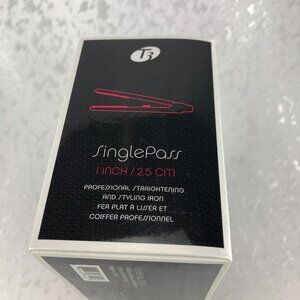 T3
SinglePass
1 INCH / 2.5 CM
PROFESSIONAL STRAIGHTENING
AND STYLING IRON
FER PLAT À LISSER ET
COIFFER PROFESSIONNEL